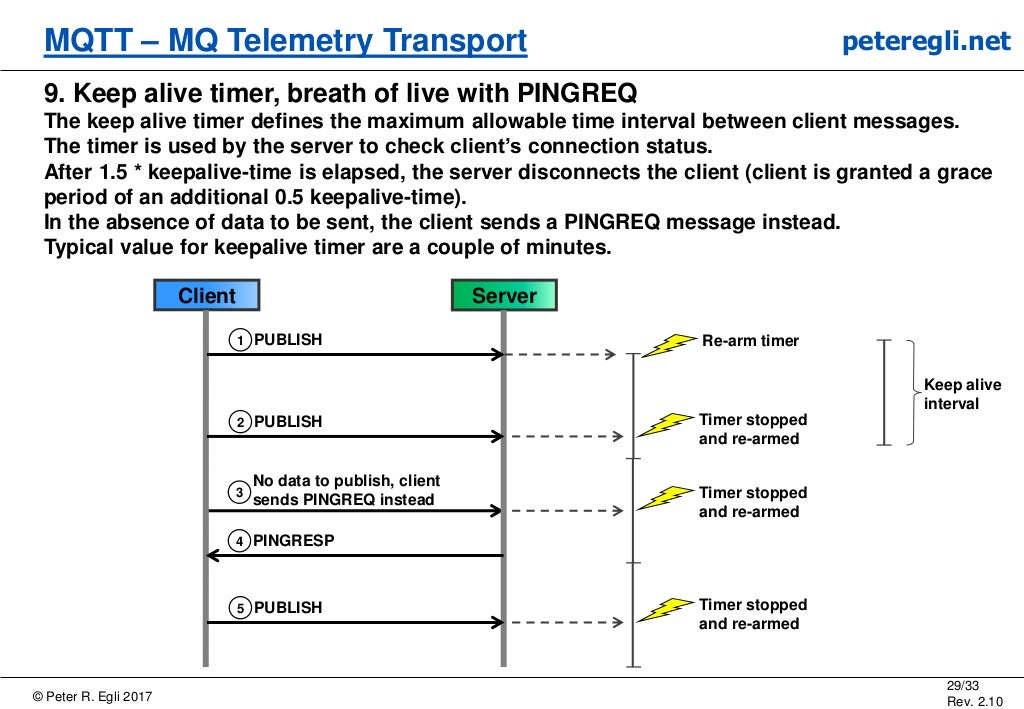 MQTT – MQ Telemetry Transport
peteregli.net
9. Keep alive timer, breath of live with PINGREQ
The keep alive timer defines the maximum allowable time interval between client messages.
The timer is used by the server to check client's connection status.
After 1.5 * keepalive-time is elapsed, the server disconnects the client (client is granted a grace
period of an additional 0.5 keepalive-time).
In the absence of data to be sent, the client sends a PINGREQ message instead.
Typical value for keepalive timer are a couple of minutes.
Client
Server
1 PUBLISH
Re-arm timer
Keep alive
interval
2 PUBLISH
Timer stopped
and re-armed
3 No data to publish, client
sends PINGREQ instead
Timer stopped
and re-armed
4 PINGRESP
5 PUBLISH
Timer stopped
and re-armed
© Peter R. Egli 2017
29/33
Rev. 2.10